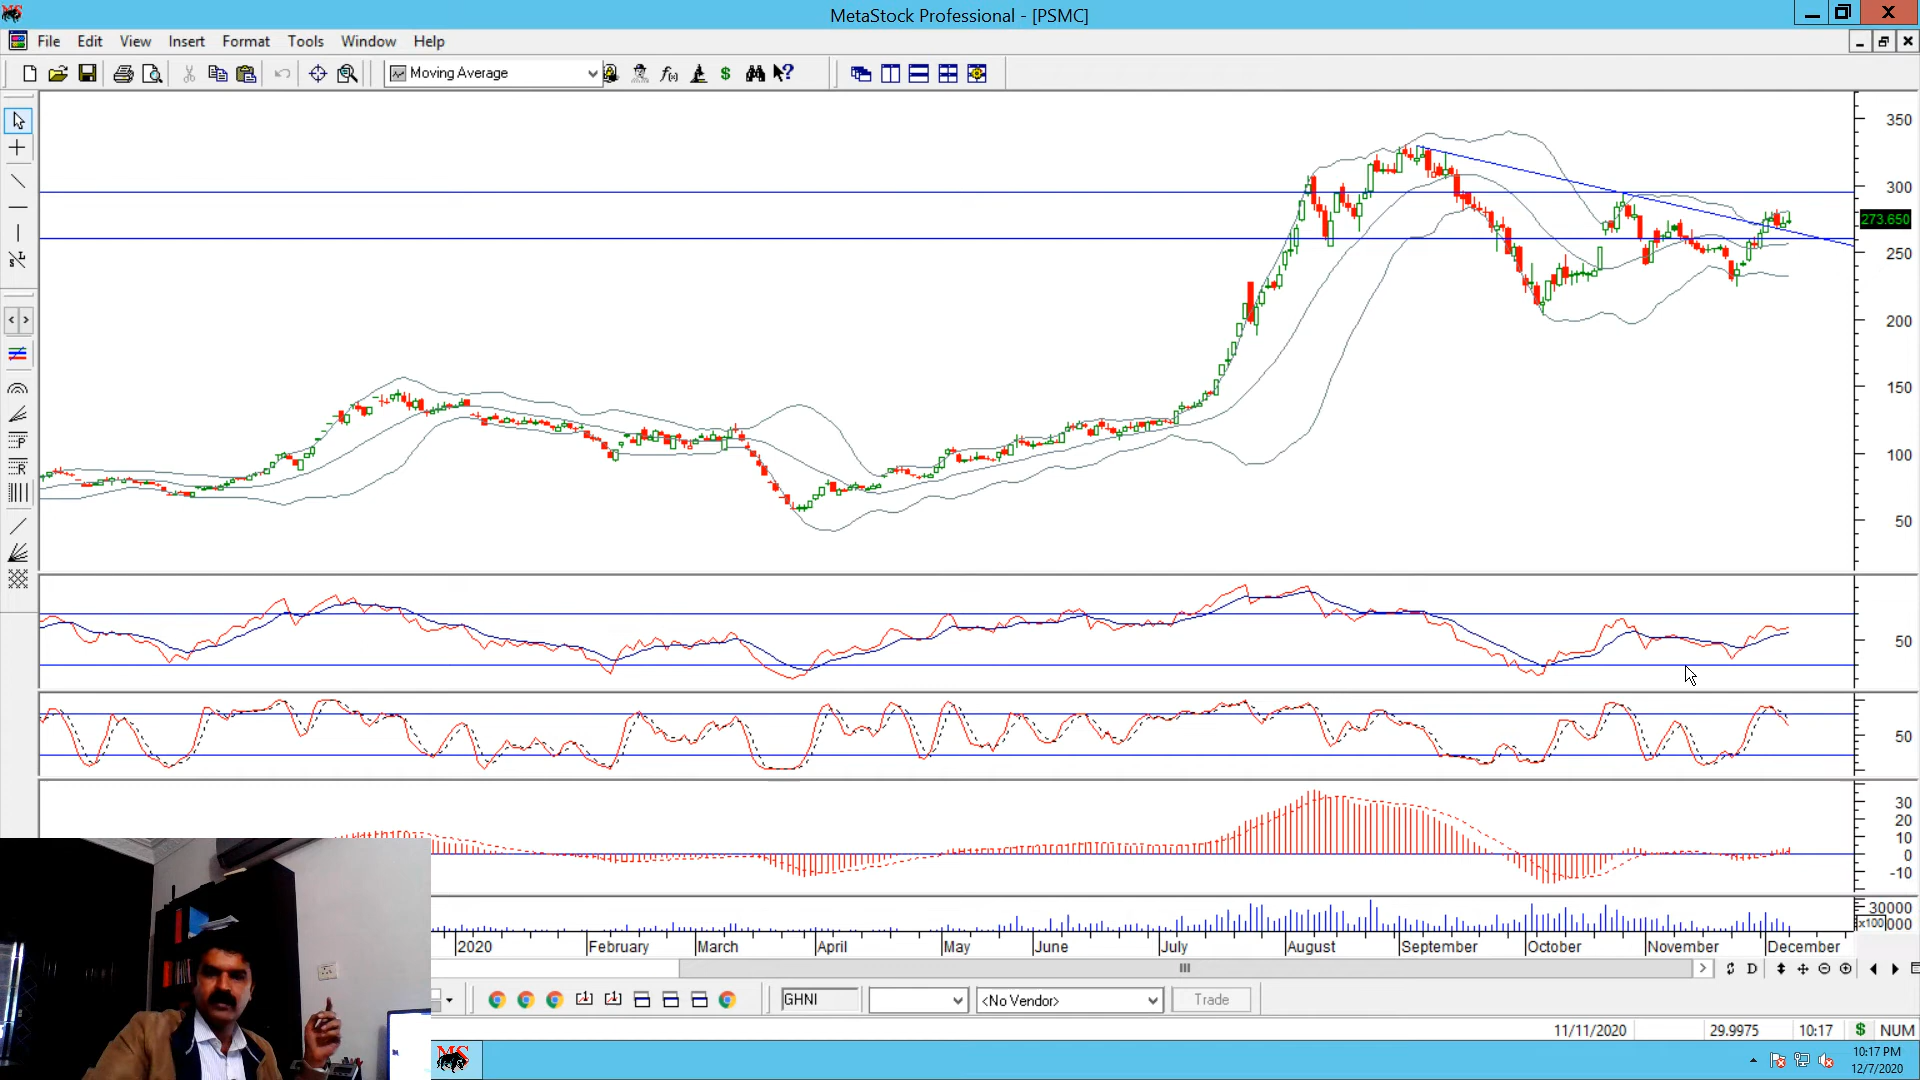 MetaStock Professional - [PSMC]
File Edit View Insert Format Tools Window Help
Moving Average
350
300
273.650
250
200
150
100
50
50
50
30
20
10
0
-10
30000
x100
2020 February March April May June July August September October November December
D
GHNI <No Vendor> Trade
11/11/2020 29.9975 10:17 $ NUM
MS
10:17 PM
12/7/2020